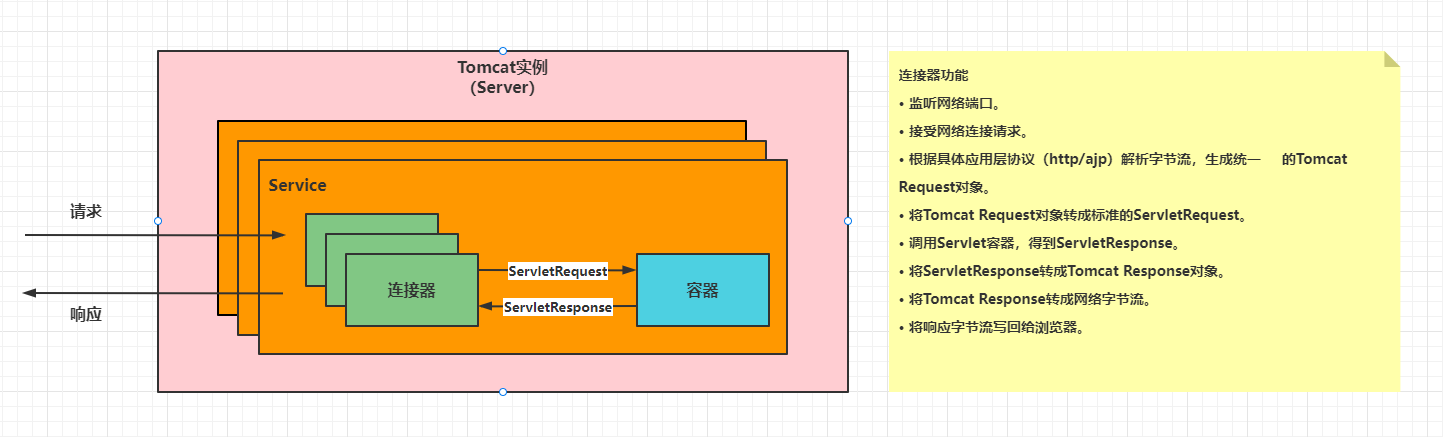 Tomcat实例
（Server）
Service
请求
响应
连接器
ServletRequest
ServletResponse
容器
连接器功能
• 监听网络端口。
• 接受网络连接请求。
• 根据具体应用层协议（http/ajp）解析字节流，生成统一 的Tomcat
Request对象。
• 将Tomcat Request对象转成标准的ServletRequest。
• 调用Servlet容器，得到ServletResponse。
• 将ServletResponse转成Tomcat Response对象。
• 将Tomcat Response转成网络字节流。
• 将响应字节流写回给浏览器。